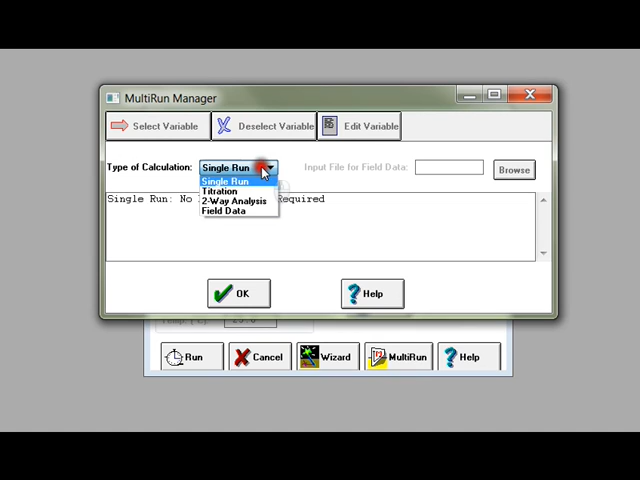 MultiRun Manager
Select Variable
Deselect Variable
Edit Variable
Type of Calculation:
Single Run
Input File for Field Data:
Browse
Single Run
Titration
2-Way Analysis
Field Data
Single Run: No
Required
OK
Help
Run
Cancel
Wizard
MultiRun
Help